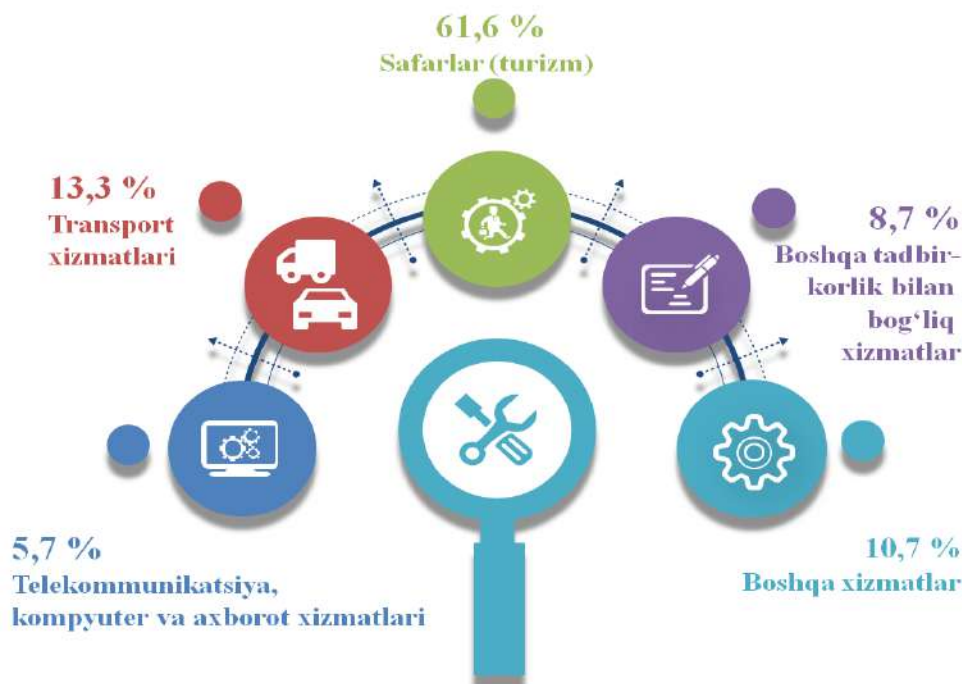 61,6 %
Safarlar (turizm)
13,3 %
Transport
xizmatlari
8,7 %
Boshqa tadbir-
korlik bilan
bog‘liq
xizmatlar
5,7 %
Telekommunikatsiya,
kompyuter va axborot xizmatlari
10,7 %
Boshqa xizmatlar